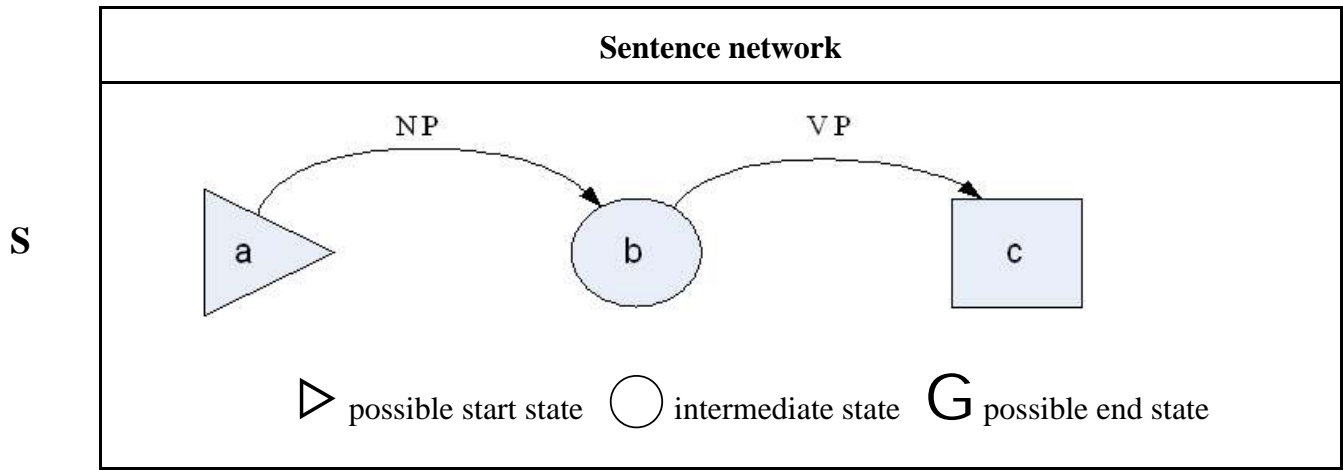 Sentence network
NP VP
S a b c
possible start state intermediate state G possible end state